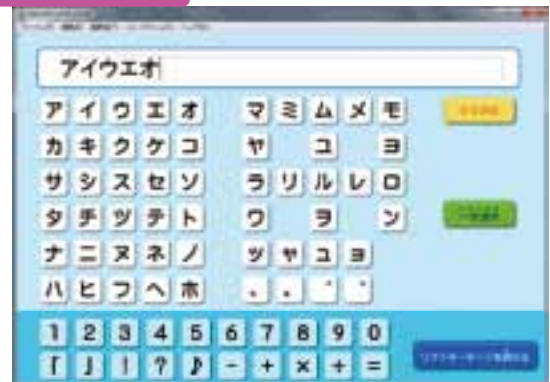 アイウエオ
ア イ ウ エ オ マ ミ ム メ モ
カ キ ク ケ コ ヤ ユ ヨ
サ シ ス セ ソ ラ リ ル レ ロ
タ チ ツ テ ト ワ ヲ ン
ナ ニ ヌ ネ ノ ッ ャ ュ ョ
ハ ヒ フ ヘ ホ 、 。 ゛ ゜
1 2 3 4 5 6 7 8 9 0
「 」 ! ? ♪ - + × ÷ =